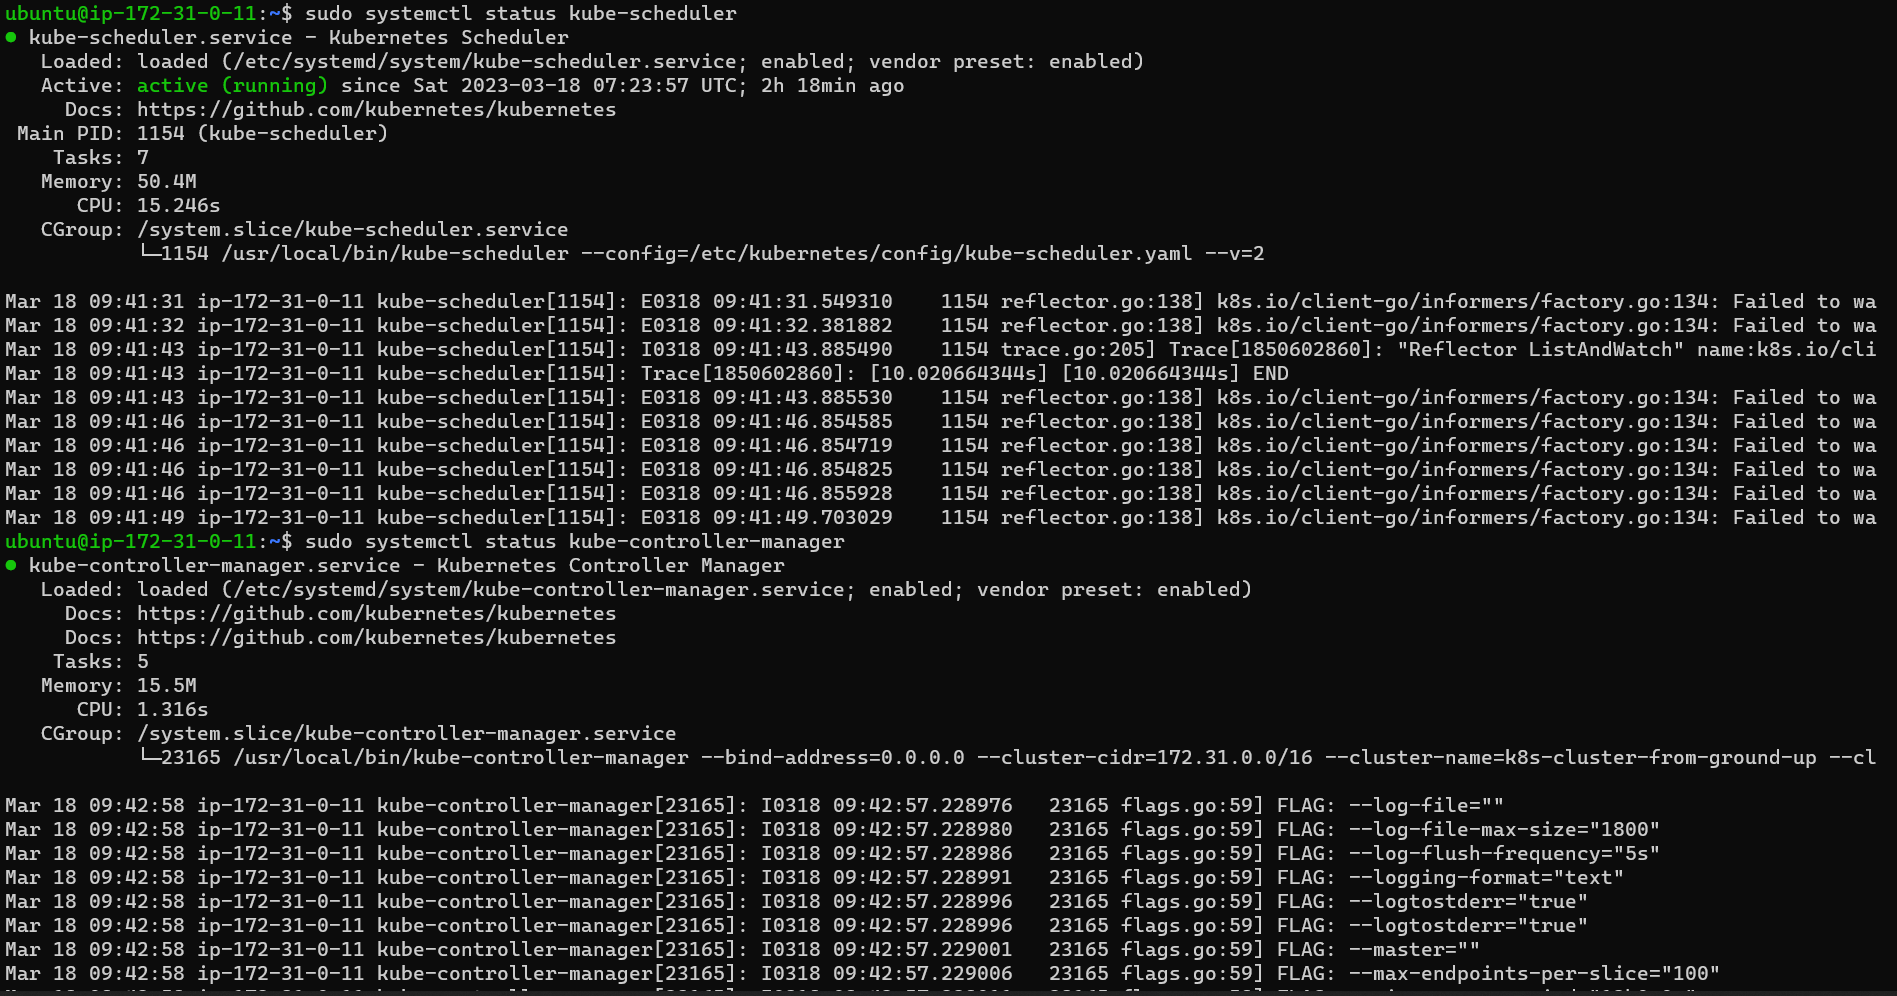 ubuntu@ip-172-31-0-11:~$ sudo systemctl status kube-scheduler
● kube-scheduler.service - Kubernetes Scheduler
Loaded: loaded (/etc/systemd/system/kube-scheduler.service; enabled; vendor preset: enabled)
Active: active (running) since Sat 2023-03-18 07:23:57 UTC; 2h 18min ago
Docs: https://github.com/kubernetes/kubernetes
Main PID: 1154 (kube-scheduler)
Tasks: 7
Memory: 50.4M
CPU: 15.246s
CGroup: /system.slice/kube-scheduler.service
└─1154 /usr/local/bin/kube-scheduler --config=/etc/kubernetes/config/kube-scheduler.yaml --v=2
Mar 18 09:41:31 ip-172-31-0-11 kube-scheduler[1154]: E0318 09:41:31.549310 1154 reflector.go:138] k8s.io/client-go/informers/factory.go:134: Failed to wa
Mar 18 09:41:32 ip-172-31-0-11 kube-scheduler[1154]: E0318 09:41:32.381882 1154 reflector.go:138] k8s.io/client-go/informers/factory.go:134: Failed to wa
Mar 18 09:41:43 ip-172-31-0-11 kube-scheduler[1154]: I0318 09:41:43.885490 1154 trace.go:205] Trace[1850602860]: "Reflector ListAndWatch" name:k8s.io/cli
Mar 18 09:41:43 ip-172-31-0-11 kube-scheduler[1154]: Trace[1850602860]: [10.020664344s] [10.020664344s] END
Mar 18 09:41:43 ip-172-31-0-11 kube-scheduler[1154]: E0318 09:41:43.885530 1154 reflector.go:138] k8s.io/client-go/informers/factory.go:134: Failed to wa
Mar 18 09:41:46 ip-172-31-0-11 kube-scheduler[1154]: E0318 09:41:46.854585 1154 reflector.go:138] k8s.io/client-go/informers/factory.go:134: Failed to wa
Mar 18 09:41:46 ip-172-31-0-11 kube-scheduler[1154]: E0318 09:41:46.854719 1154 reflector.go:138] k8s.io/client-go/informers/factory.go:134: Failed to wa
Mar 18 09:41:46 ip-172-31-0-11 kube-scheduler[1154]: E0318 09:41:46.854825 1154 reflector.go:138] k8s.io/client-go/informers/factory.go:134: Failed to wa
Mar 18 09:41:46 ip-172-31-0-11 kube-scheduler[1154]: E0318 09:41:46.855928 1154 reflector.go:138] k8s.io/client-go/informers/factory.go:134: Failed to wa
Mar 18 09:41:49 ip-172-31-0-11 kube-scheduler[1154]: E0318 09:41:49.703029 1154 reflector.go:138] k8s.io/client-go/informers/factory.go:134: Failed to wa
ubuntu@ip-172-31-0-11:~$ sudo systemctl status kube-controller-manager
● kube-controller-manager.service - Kubernetes Controller Manager
Loaded: loaded (/etc/systemd/system/kube-controller-manager.service; enabled; vendor preset: enabled)
Docs: https://github.com/kubernetes/kubernetes
Docs: https://github.com/kubernetes/kubernetes
Tasks: 5
Memory: 15.5M
CPU: 1.316s
CGroup: /system.slice/kube-controller-manager.service
└─23165 /usr/local/bin/kube-controller-manager --bind-address=0.0.0.0 --cluster-cidr=172.31.0.0/16 --cluster-name=k8s-cluster-from-ground-up --cl
Mar 18 09:42:58 ip-172-31-0-11 kube-controller-manager[23165]: I0318 09:42:57.228976 23165 flags.go:59] FLAG: --log-file=""
Mar 18 09:42:58 ip-172-31-0-11 kube-controller-manager[23165]: I0318 09:42:57.228980 23165 flags.go:59] FLAG: --log-file-max-size="1800"
Mar 18 09:42:58 ip-172-31-0-11 kube-controller-manager[23165]: I0318 09:42:57.228986 23165 flags.go:59] FLAG: --log-flush-frequency="5s"
Mar 18 09:42:58 ip-172-31-0-11 kube-controller-manager[23165]: I0318 09:42:57.228991 23165 flags.go:59] FLAG: --logging-format="text"
Mar 18 09:42:58 ip-172-31-0-11 kube-controller-manager[23165]: I0318 09:42:57.228996 23165 flags.go:59] FLAG: --logtostderr="true"
Mar 18 09:42:58 ip-172-31-0-11 kube-controller-manager[23165]: I0318 09:42:57.228996 23165 flags.go:59] FLAG: --logtostderr="true"
Mar 18 09:42:58 ip-172-31-0-11 kube-controller-manager[23165]: I0318 09:42:57.229001 23165 flags.go:59] FLAG: --master=""
Mar 18 09:42:58 ip-172-31-0-11 kube-controller-manager[23165]: I0318 09:42:57.229006 23165 flags.go:59] FLAG: --max-endpoints-per-slice="100"